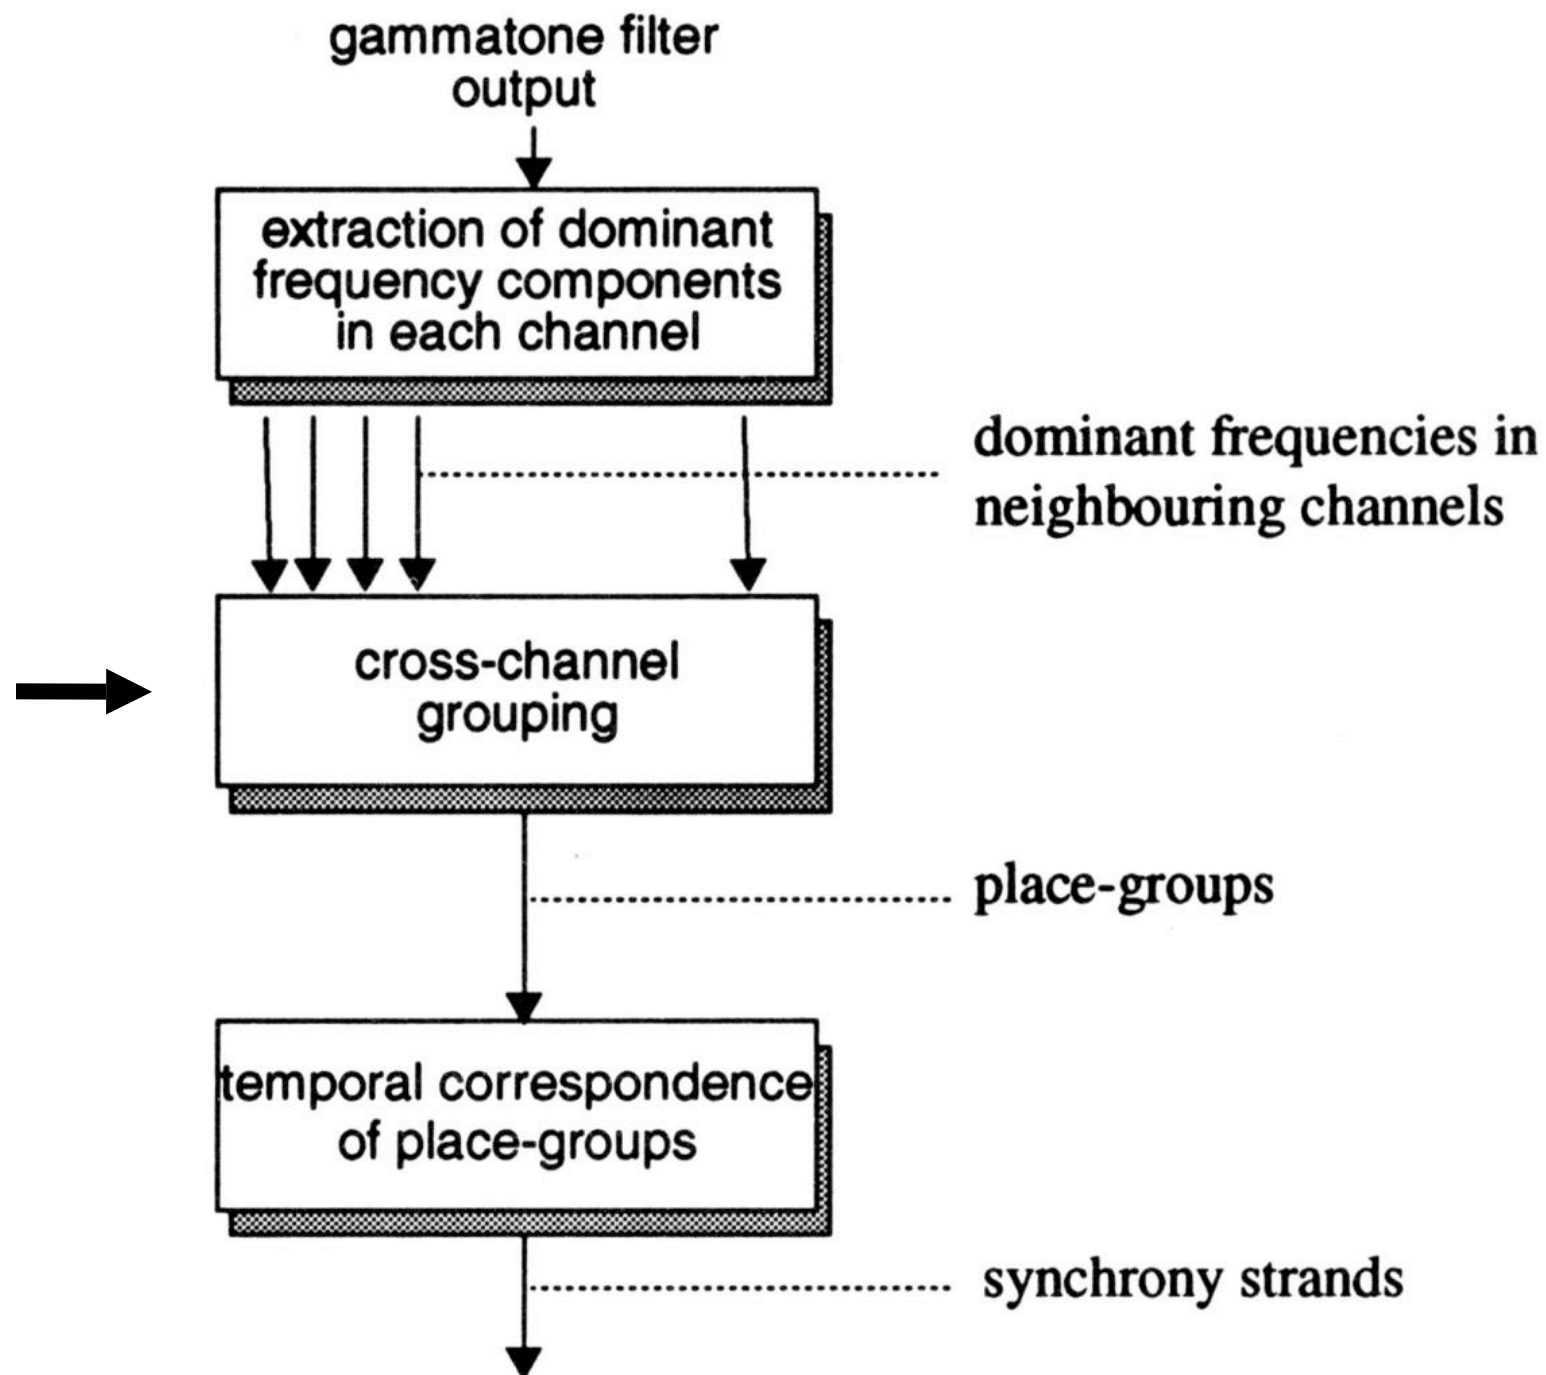 gammatone filter
output
extraction of dominant
frequency components
in each channel
dominant frequencies in
neighbouring channels
cross-channel
grouping
place-groups
temporal correspondence
of place-groups
synchrony strands